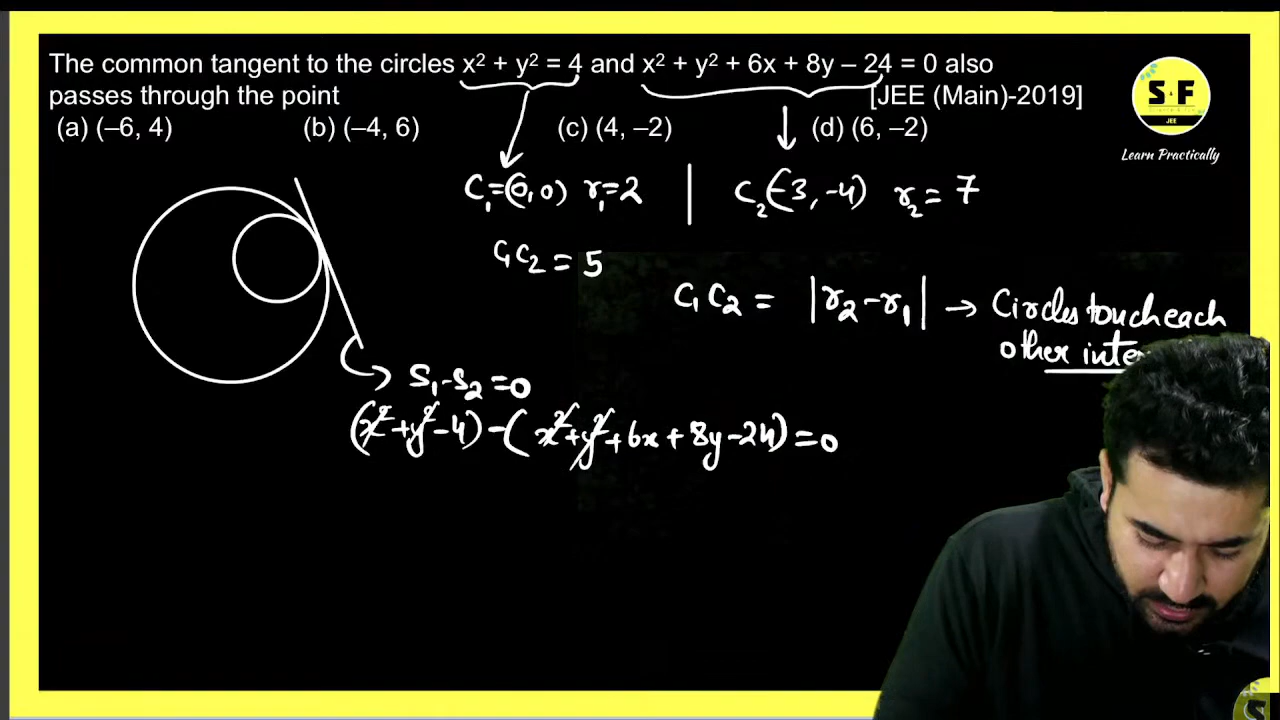 The common tangent to the circles x² + y² = 4 and x² + y² + 6x + 8y – 24 = 0 also
passes through the point [JEE (Main)-2019]
(a) (–6, 4) (b) (–4, 6) (c) (4, –2) (d) (6, –2)
S&F
JEE
Learn Practically
C₁=(0,0) r₁=2 | C₂(-3,-4) r₂=7
C₁C₂ = 5
C₁C₂ = |r₂-r₁| → Circles touch each
other inte
S₁-S₂=0
(x²+y²-4)-(x²+y²+6x+8y-24)=0